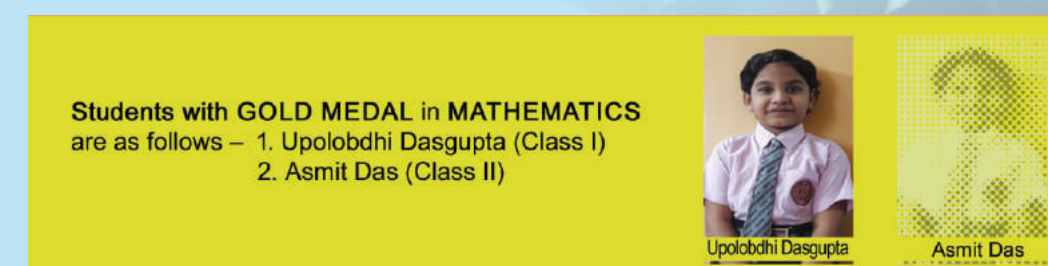 Students with GOLD MEDAL in MATHEMATICS
are as follows – 1. Upolobdhi Dasgupta (Class I)
2. Asmit Das (Class II)
Upolobdhi Dasgupta
Asmit Das